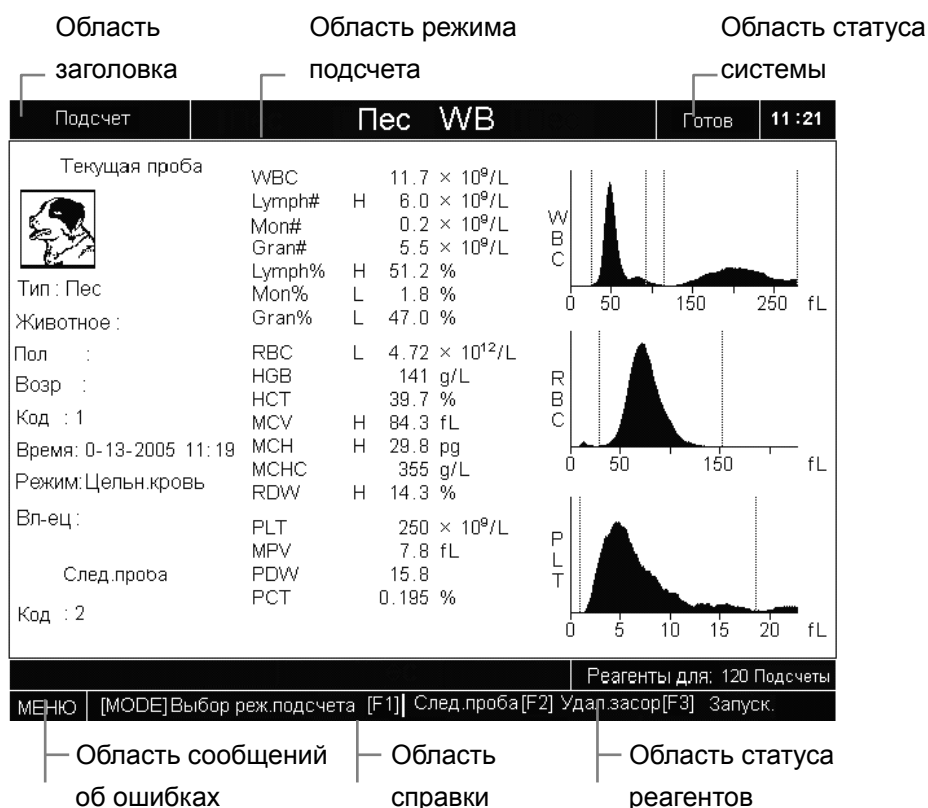 Область заголовка
Область режима подсчета
Область статуса системы
Подсчет Пес WB Готов 11:21
Текущая проба
Тип : Пес
Животное :
Пол :
Возр :
Код : 1
Время: 0-13-2005 11:19
Режим:Цельн.кровь
Вл-ец :
След.проба
Код : 2
WBC 11.7 × 10⁹/L
Lymph# H 6.0 × 10⁹/L
Mon# 0.2 × 10⁹/L
Gran# 5.5 × 10⁹/L
Lymph% H 51.2 %
Mon% L 1.8 %
Gran% L 47.0 %
RBC L 4.72 × 10¹²/L
HGB 141 g/L
HCT 39.7 %
MCV H 84.3 fL
MCH H 29.8 pg
MCHC 355 g/L
RDW H 14.3 %
PLT 250 × 10⁹/L
MPV 7.8 fL
PDW 15.8
PCT 0.195 %
WBC
0 50 150 250 fL
RBC
0 50 150 fL
PLT
0 5 10 15 20 fL
Реагенты для: 120 Подсчеты
МЕНЮ [MODE]Выбор реж.подсчета [F1] След.проба[F2] Удал.засор[F3] Запуск.
Область сообщений об ошибках
Область справки
Область статуса реагентов